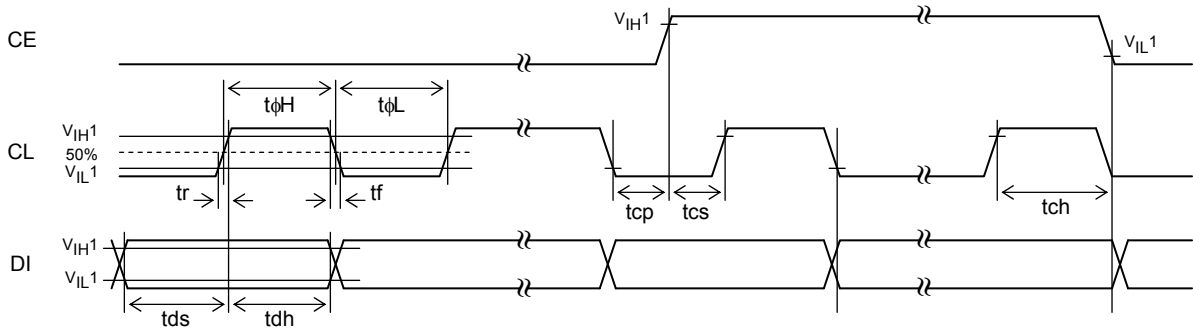 CE
VIH1
VIL1
tϕH
tϕL
CL
VIH1
50%
VIL1
tr
tf
tcp
tcs
tch
DI
VIH1
VIL1
tds
tdh